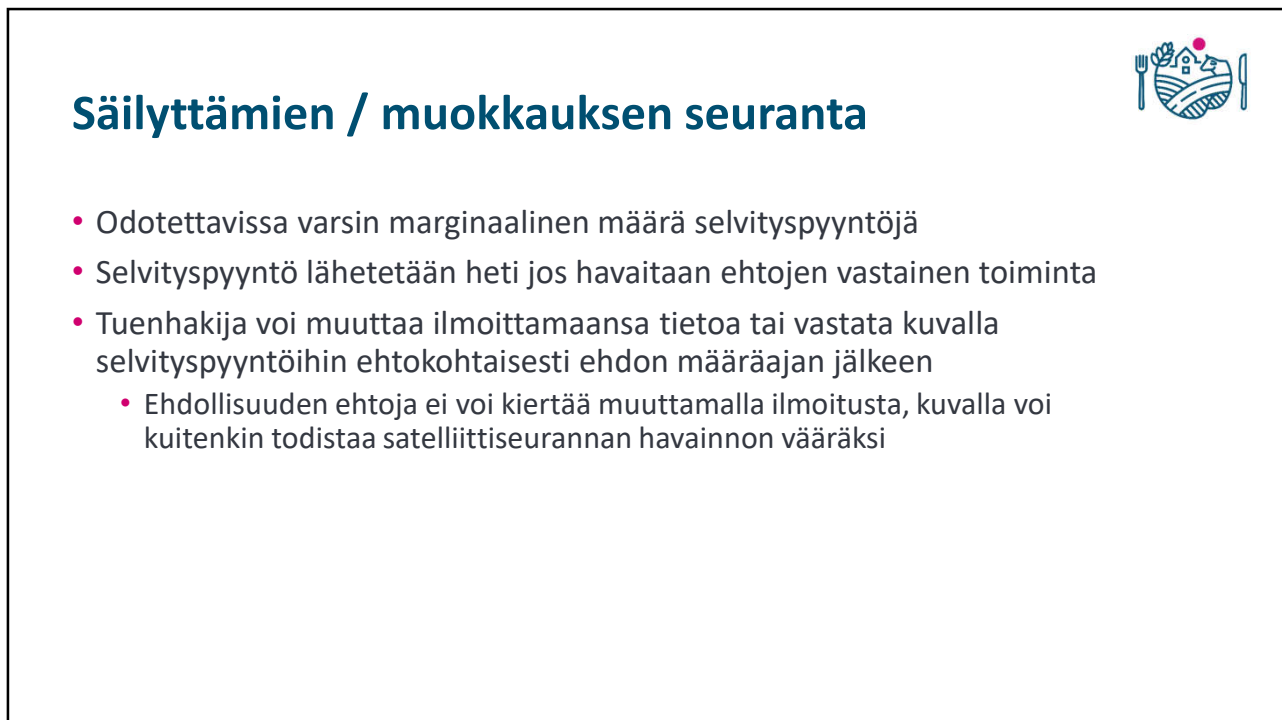 Säilyttämien / muokkauksen seuranta
• Odotettavissa varsin marginaalinen määrä selvityspyyntöjä
• Selvityspyyntö lähetetään heti jos havaitaan ehtojen vastainen toiminta
• Tuenhakija voi muuttaa ilmoittamaansa tietoa tai vastata kuvalla
selvityspyyntöihin ehtokohtaisesti ehdon määräajan jälkeen
• Ehdollisuuden ehtoja ei voi kiertää muuttamalla ilmoitusta, kuvalla voi
kuitenkin todistaa satelliittiseurannan havainnon vääräksi